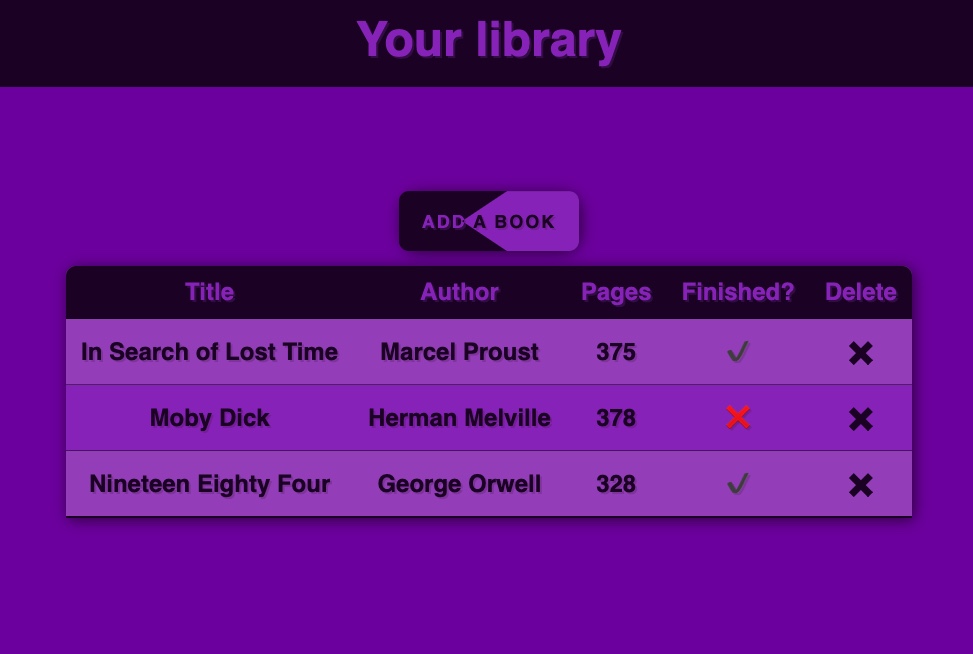 Your library
ADD A BOOK
Title Author Pages Finished? Delete
In Search of Lost Time Marcel Proust 375 ✔ ✖
Moby Dick Herman Melville 378 ❌ ✖
Nineteen Eighty Four George Orwell 328 ✔ ✖